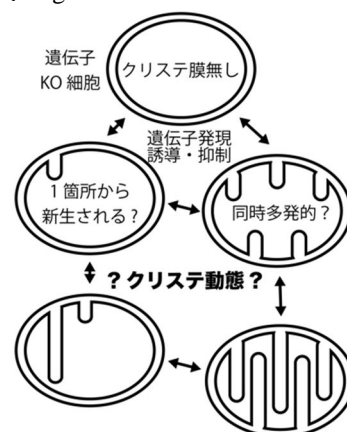 遺伝子
KO 細胞
クリステ膜無し
遺伝子発現
誘導・抑制
1 箇所から
新生される?
同時多発的?
?クリステ動態?